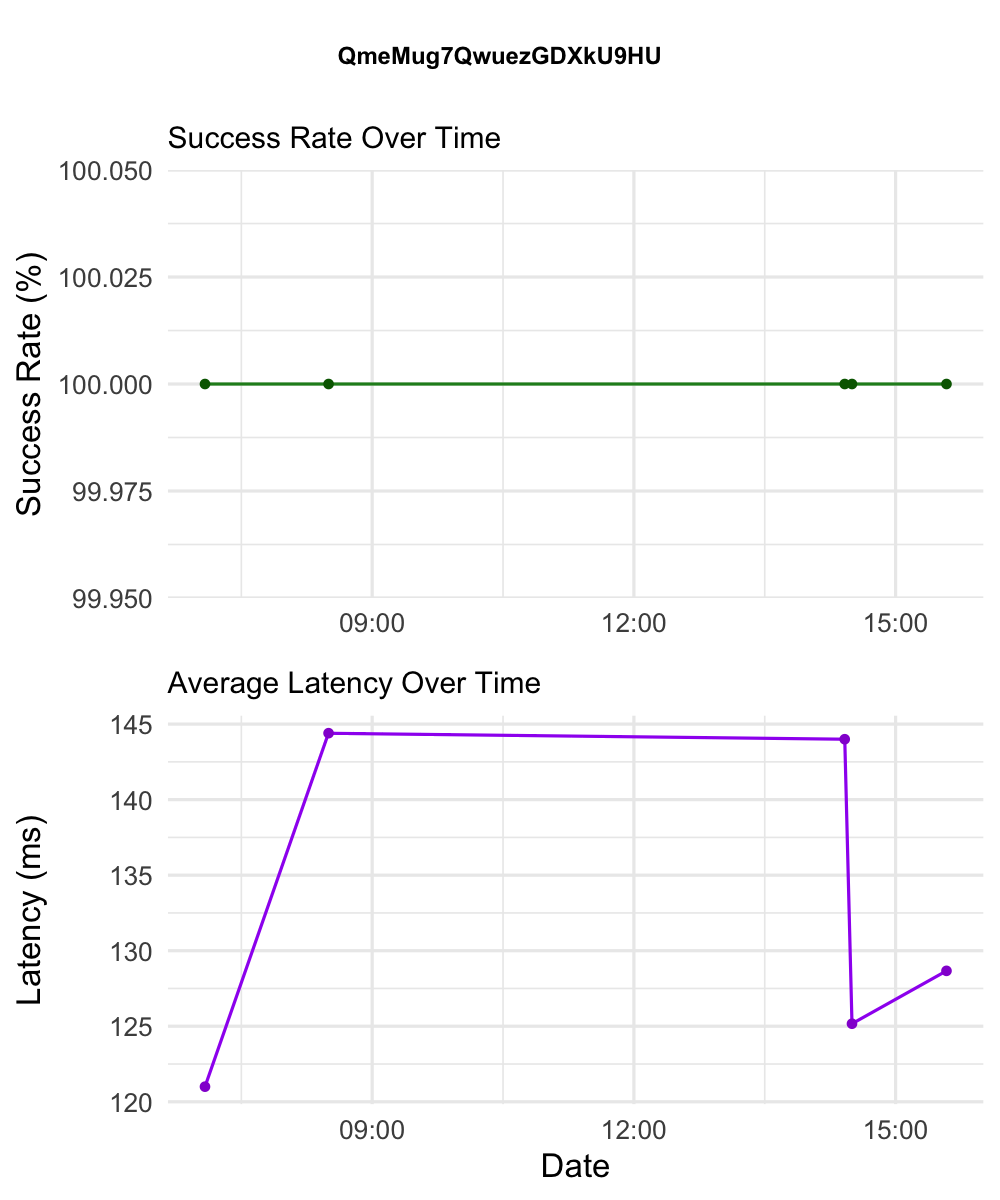 QmeMug7QwuezGDXkU9HU
Success Rate Over Time
Success Rate (%)
100.050
100.025
100.000
99.975
99.950
09:00 12:00 15:00
Average Latency Over Time
Latency (ms)
145
140
135
130
125
120
09:00 12:00 15:00
Date